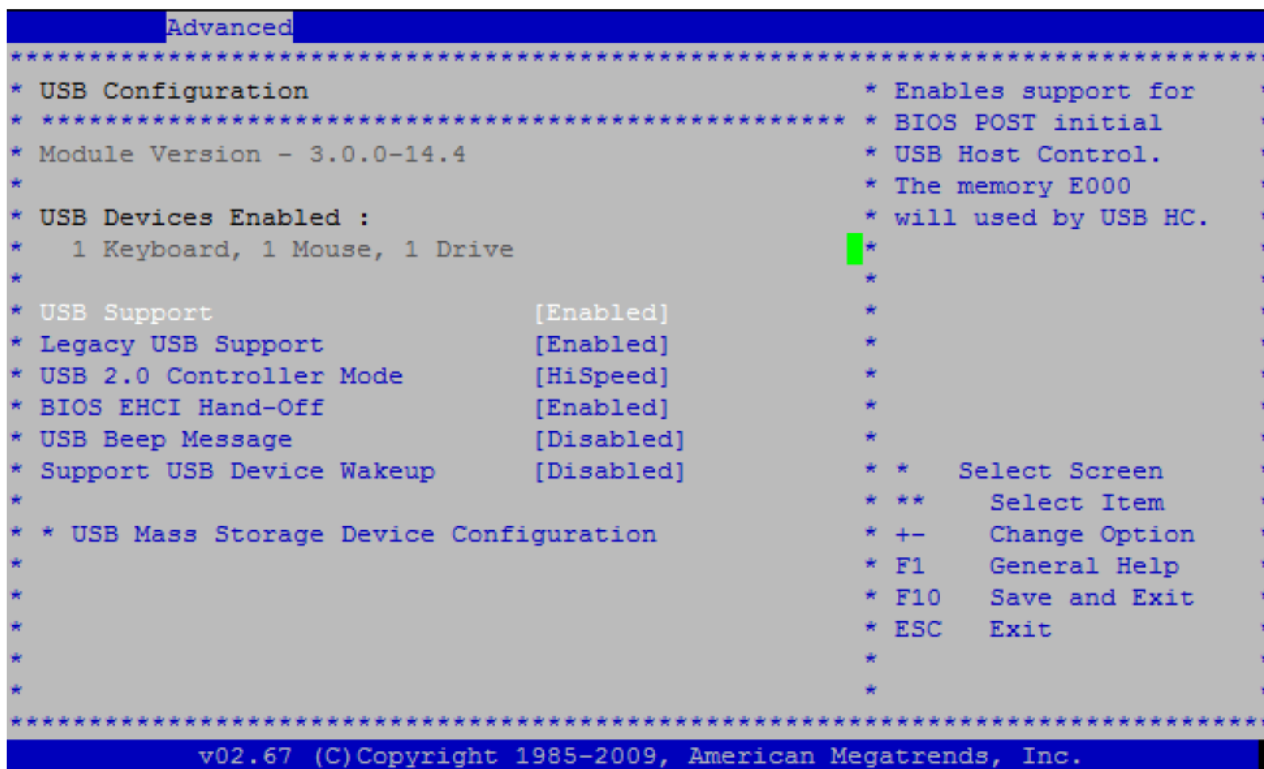 Advanced
********************************************************************************
* USB Configuration * Enables support for *
* *************************************************** * BIOS POST initial *
* Module Version - 3.0.0-14.4 * USB Host Control. *
* * The memory E000 *
* USB Devices Enabled : * will used by USB HC. *
* 1 Keyboard, 1 Mouse, 1 Drive * *
* * *
* USB Support [Enabled] * *
* Legacy USB Support [Enabled] * *
* USB 2.0 Controller Mode [HiSpeed] * *
* BIOS EHCI Hand-Off [Enabled] * *
* USB Beep Message [Disabled] * *
* Support USB Device Wakeup [Disabled] * * Select Screen *
* * ** Select Item *
* * USB Mass Storage Device Configuration * +- Change Option *
* * F1 General Help *
* * F10 Save and Exit *
* * ESC Exit *
* * *
* * *
********************************************************************************
v02.67 (C)Copyright 1985-2009, American Megatrends, Inc.